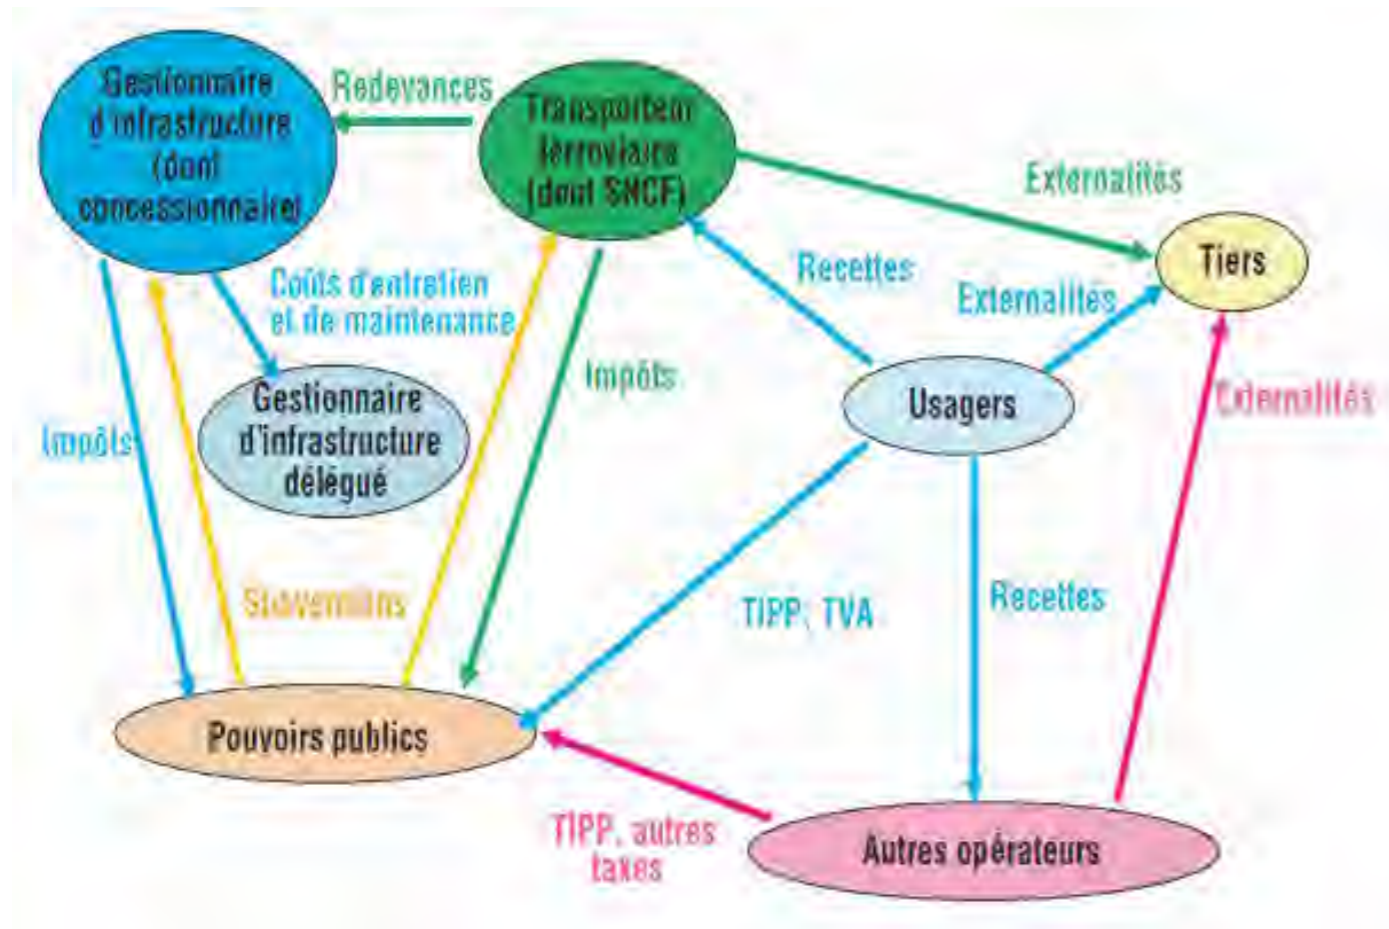 Gestionnaire
d'infrastructure
(dont
concessionnaire)
Redevances
Transporteur
ferroviaire
(dont SNCF)
Externalités
Tiers
Recettes
Externalités
Coûts d'entretien
et de maintenance
Impôts
Usagers
Externalités
Gestionnaire
d'infrastructure
délégué
Impôts
Subventions
TIPP, TVA
Recettes
Pouvoirs publics
TIPP, autres
taxes
Autres opérateurs